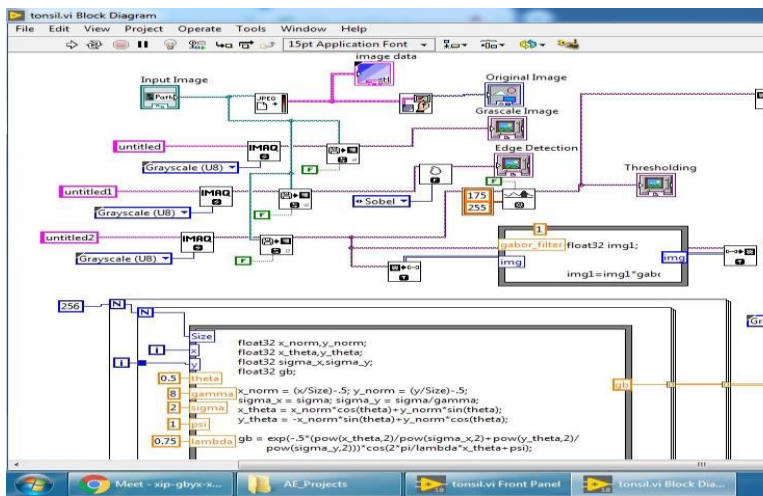 tonsil.vi Block Diagram
File Edit View Project Operate Tools Window Help
15pt Application Font
image data
Input Image
Original Image
Path
JPEG
Grascale Image
untitled
IMAQ
Grayscale (U8)
F
Edge Detection
Thresholding
untitled1
IMAQ
Grayscale (U8)
F
Sobel
F
175
255
untitled2
IMAQ
Grayscale (U8)
F
1
gabor_filter float32 img1;
img
img
img1=img1*gab
256
N
N
Size
i
x
i
y
float32 x_norm,y_norm;
float32 x_theta,y_theta;
float32 sigma_x,sigma_y;
float32 gb;
0.5 theta
8 gamma
2 sigma
1 psi
0.75 lambda
x_norm = (x/Size)-.5; y_norm = (y/Size)-.5;
sigma_x = sigma; sigma_y = sigma/gamma;
x_theta = x_norm*cos(theta)+y_norm*sin(theta);
y_theta = -x_norm*sin(theta)+y_norm*cos(theta);
gb = exp(-.5*(pow(x_theta,2)/pow(sigma_x,2)+pow(y_theta,2)/
pow(sigma_y,2)))*cos(2*pi/lambda*x_theta+psi);
gb
Gr
Meet - xip-gbyx-x...
AE_Projects
tonsil.vi Front Panel
tonsil.vi Block Dia...